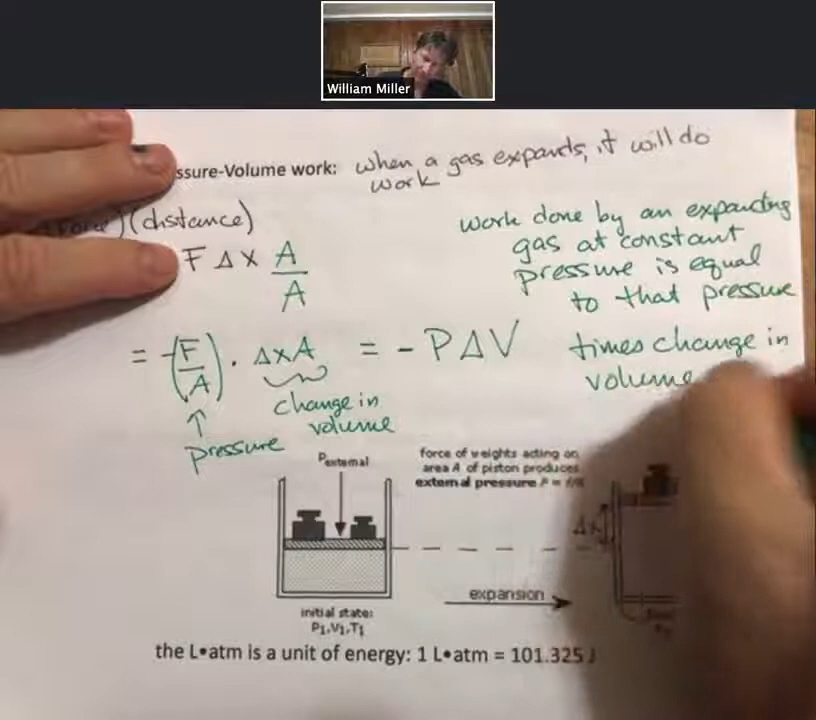 William Miller
ssure-Volume work: when a gas expands, it will do
work
(distance)
F Δx A
A
= -(F/A) · ΔxA = - PΔV
change in
volume
pressure
work done by an expanding
gas at constant
pressure is equal
to that pressure
times change in
volume
Pexternal
force of weights acting on
area A of piston produces
external pressure P =
Δx
expansion
initial state:
P₁,V₁,T₁
the L•atm is a unit of energy: 1 L•atm = 101.325 J